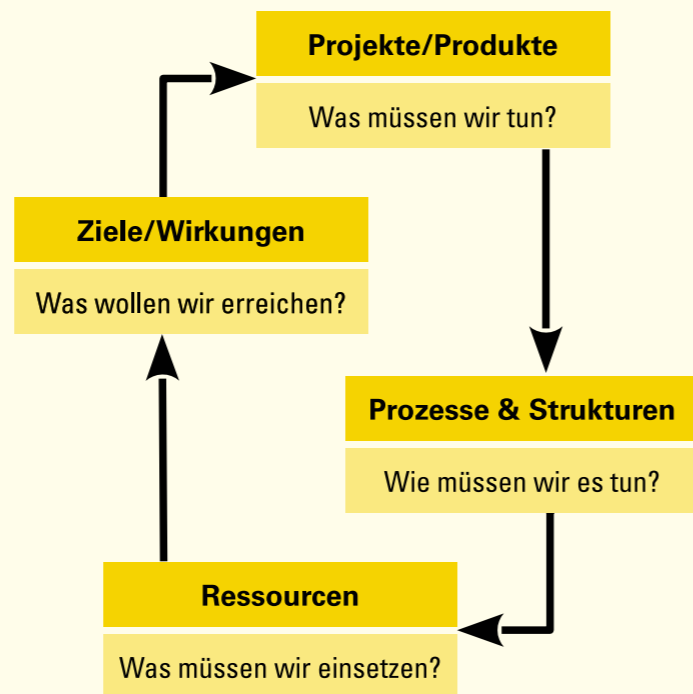 Projekte/Produkte
Was müssen wir tun?
Ziele/Wirkungen
Was wollen wir erreichen?
Prozesse & Strukturen
Wie müssen wir es tun?
Ressourcen
Was müssen wir einsetzen?